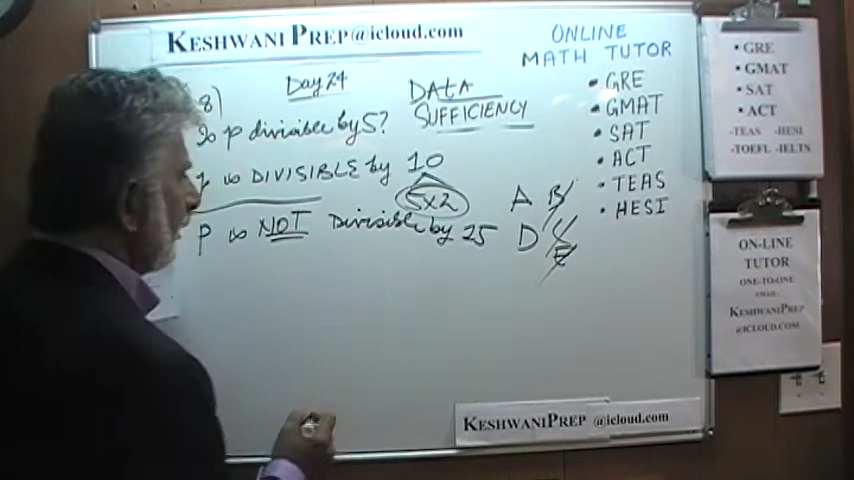 KESHWANI PREP@icloud.com
Day 24
8)
DATA
SUFFICIENCY
Is p divisible by 5?
p is DIVISIBLE by 10
5x2
p is NOT Divisible by 25
A B
D C
E
ONLINE
MATH TUTOR
• GRE
• GMAT
• SAT
• ACT
• TEAS
• HESI
• GRE
• GMAT
• SAT
• ACT
-TEAS -HESI
-TOEFL -IELTS
ON-LINE
TUTOR
ONE-TO-ONE
EMAIL:
KESHWANIPREP
@ICLOUD.COM
KESHWANIPREP @icloud.com